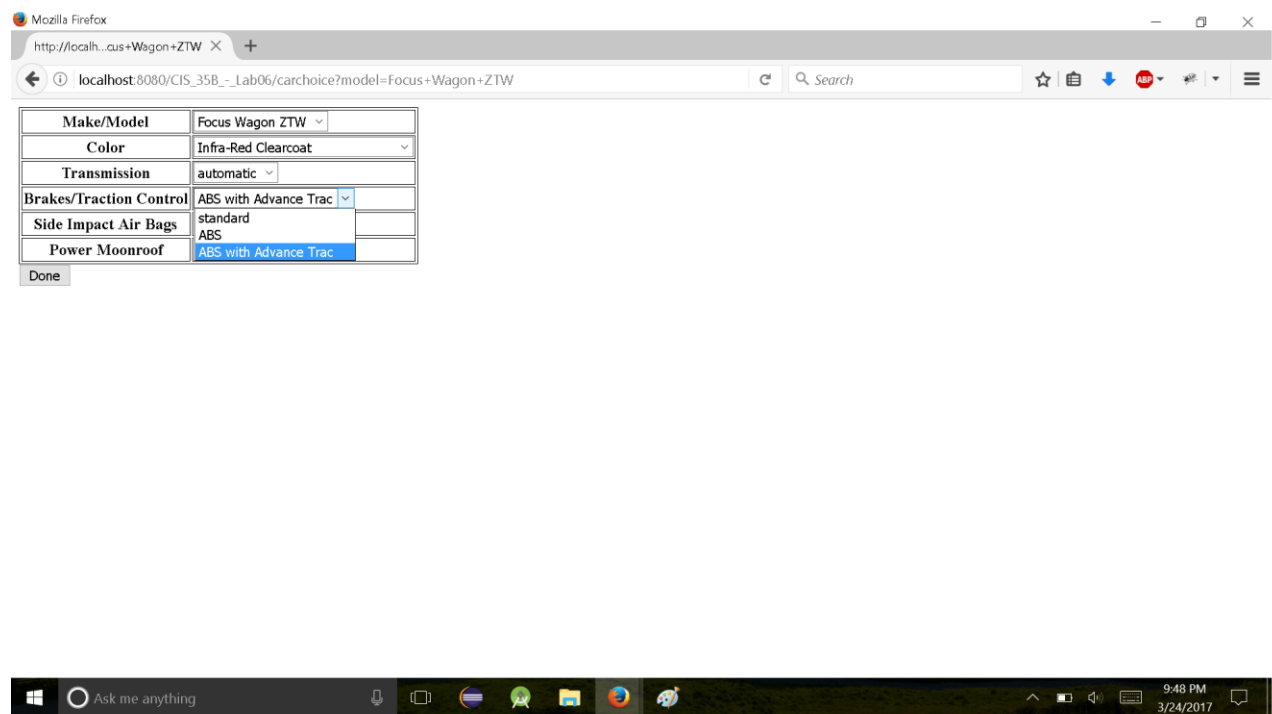 Mozilla Firefox
http://localh...cus+Wagon+ZTW
localhost:8080/CIS_35B_-_Lab06/carchoice?model=Focus+Wagon+ZTW
Search
ABP
Make/Model Focus Wagon ZTW
Color Infra-Red Clearcoat
Transmission automatic
Brakes/Traction Control ABS with Advance Trac
standard
Side Impact Air Bags
ABS
Power Moonroof ABS with Advance Trac
Done
Ask me anything
9:48 PM
3/24/2017